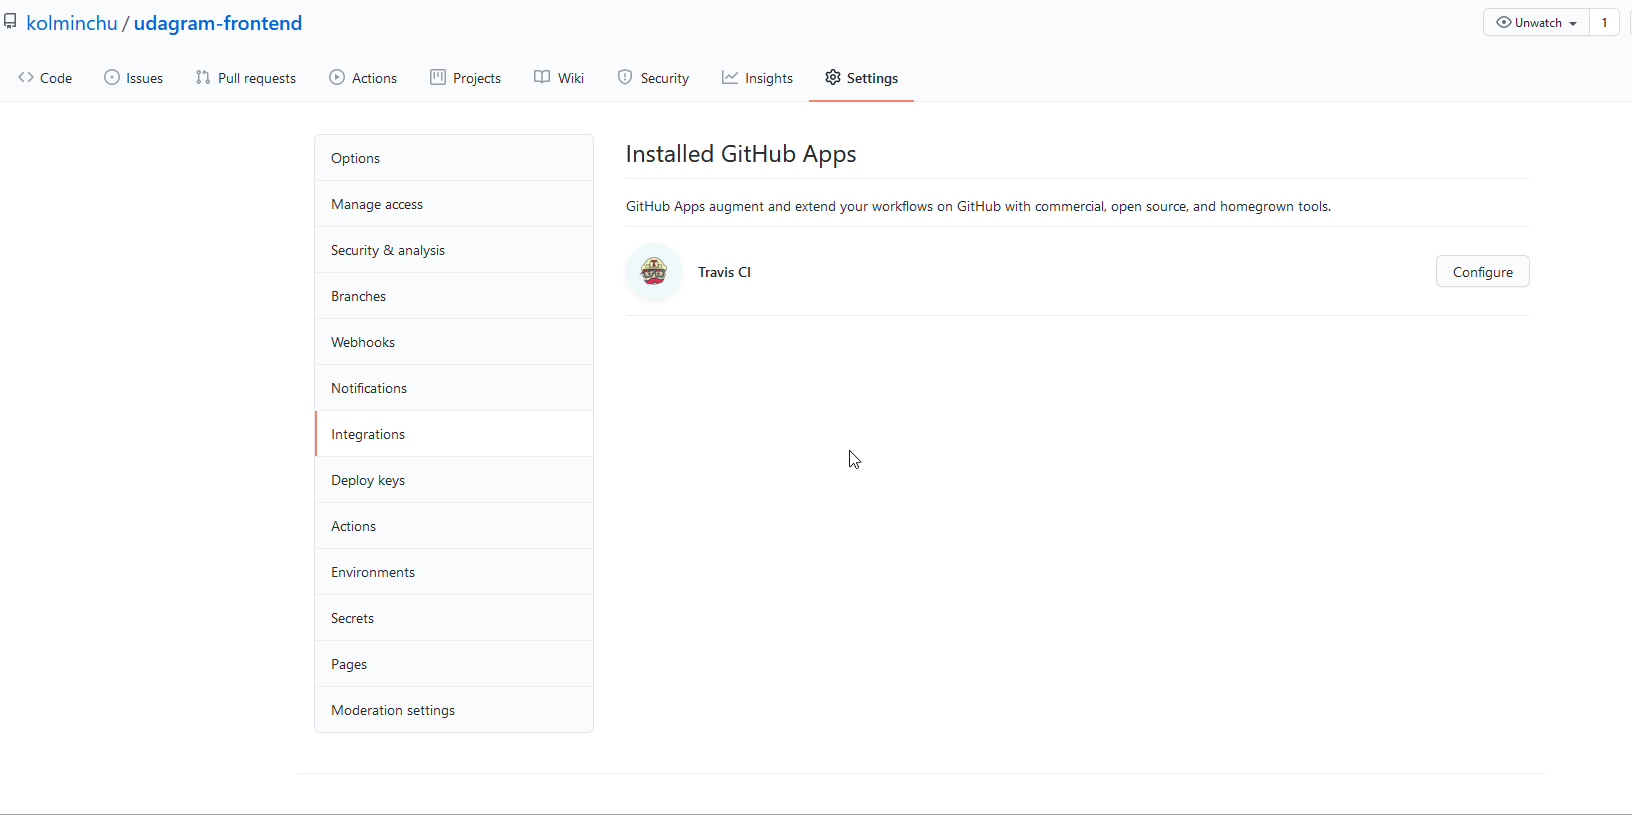 kolminchu / udagram-frontend
Unwatch 1
Code Issues Pull requests Actions Projects Wiki Security Insights Settings
Options
Manage access
Security & analysis
Branches
Webhooks
Notifications
Integrations
Deploy keys
Actions
Environments
Secrets
Pages
Moderation settings
Installed GitHub Apps
GitHub Apps augment and extend your workflows on GitHub with commercial, open source, and homegrown tools.
Travis CI Configure